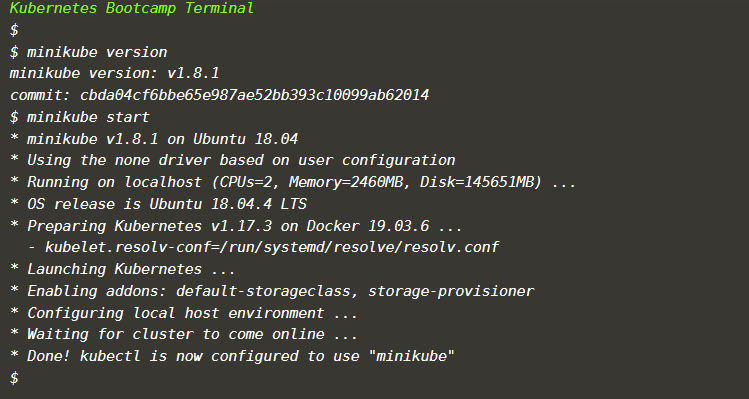 Kubernetes Bootcamp Terminal
$
$ minikube version
minikube version: v1.8.1
commit: cbda04cf6bbe65e987ae52bb393c10099ab62014
$ minikube start
* minikube v1.8.1 on Ubuntu 18.04
* Using the none driver based on user configuration
* Running on localhost (CPUs=2, Memory=2460MB, Disk=145651MB) ...
* OS release is Ubuntu 18.04.4 LTS
* Preparing Kubernetes v1.17.3 on Docker 19.03.6 ...
  - kubelet.resolv-conf=/run/systemd/resolve/resolv.conf
* Launching Kubernetes ...
* Enabling addons: default-storageclass, storage-provisioner
* Configuring local host environment ...
* Waiting for cluster to come online ...
* Done! kubectl is now configured to use "minikube"
$